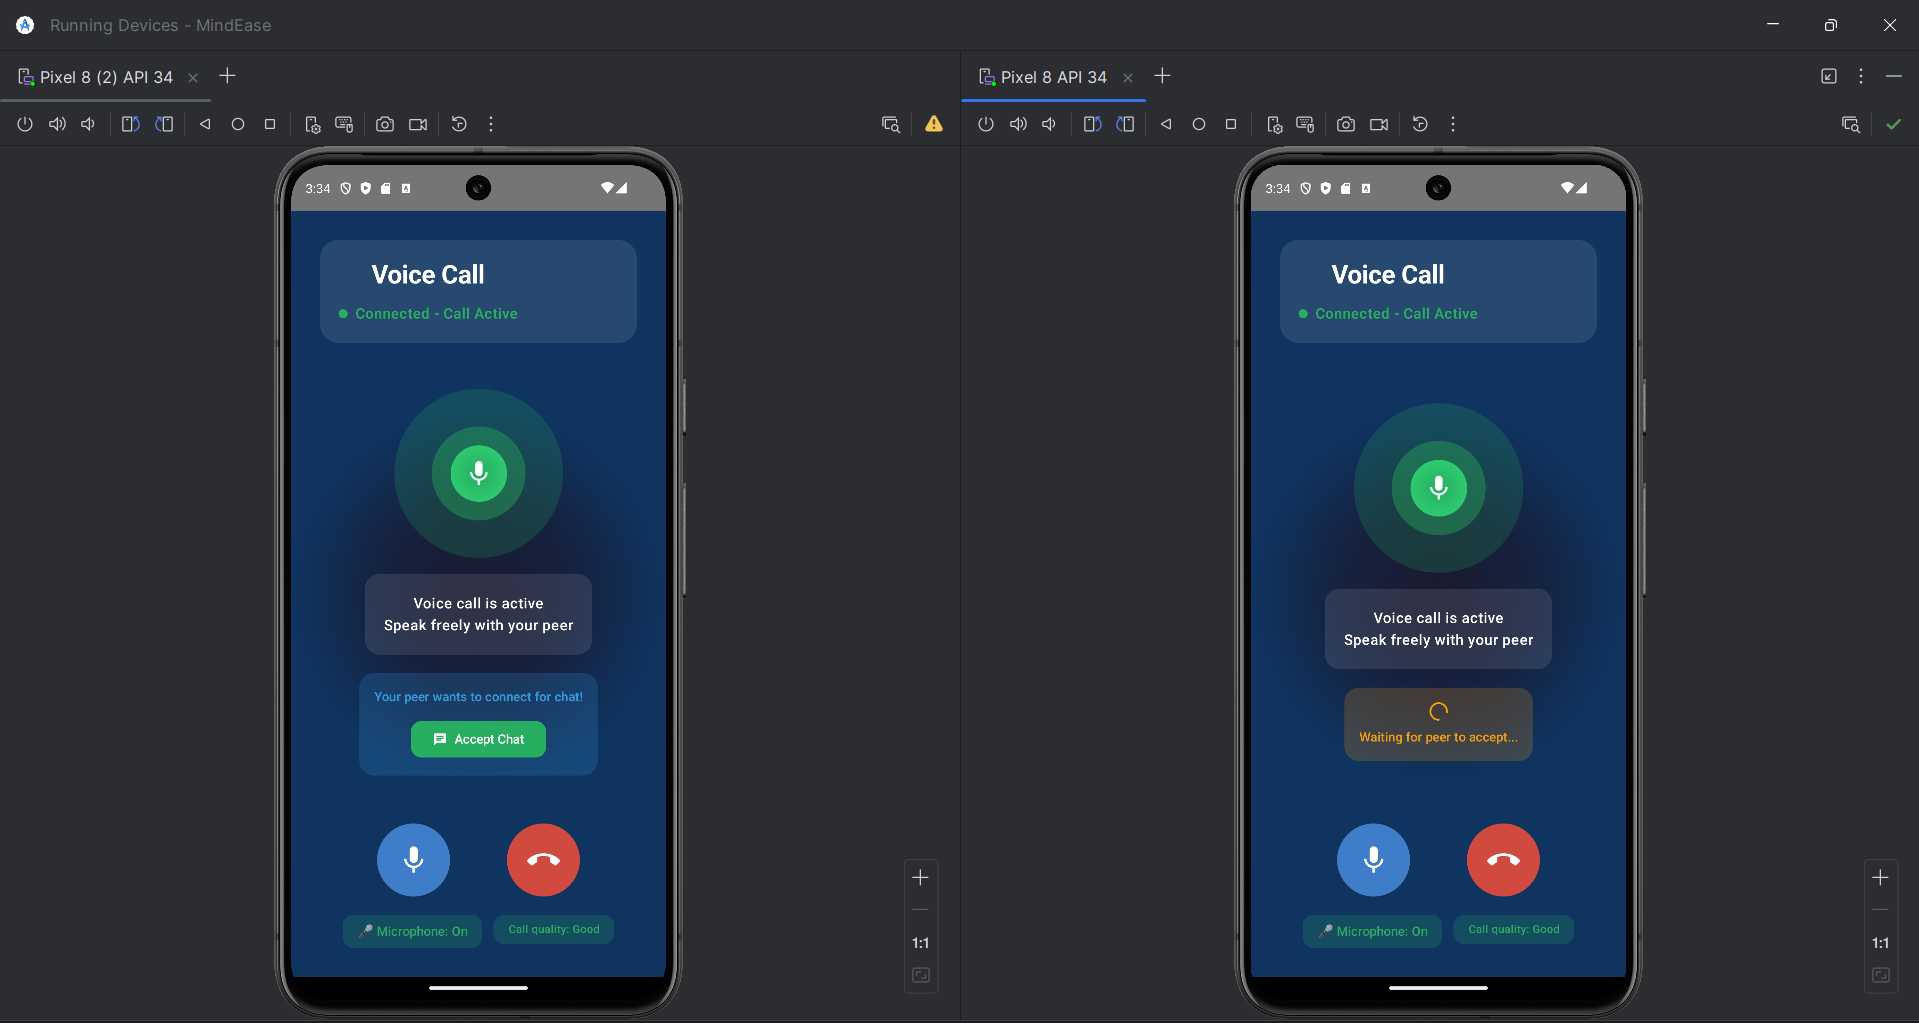 Running Devices - MindEase
Pixel 8 (2) API 34
Pixel 8 API 34
3:34
Voice Call
Connected - Call Active
Voice call is active
Speak freely with your peer
Your peer wants to connect for chat!
Accept Chat
🎤 Microphone: On
Call quality: Good
1:1
3:34
Voice Call
Connected - Call Active
Voice call is active
Speak freely with your peer
Waiting for peer to accept...
🎤 Microphone: On
Call quality: Good
1:1